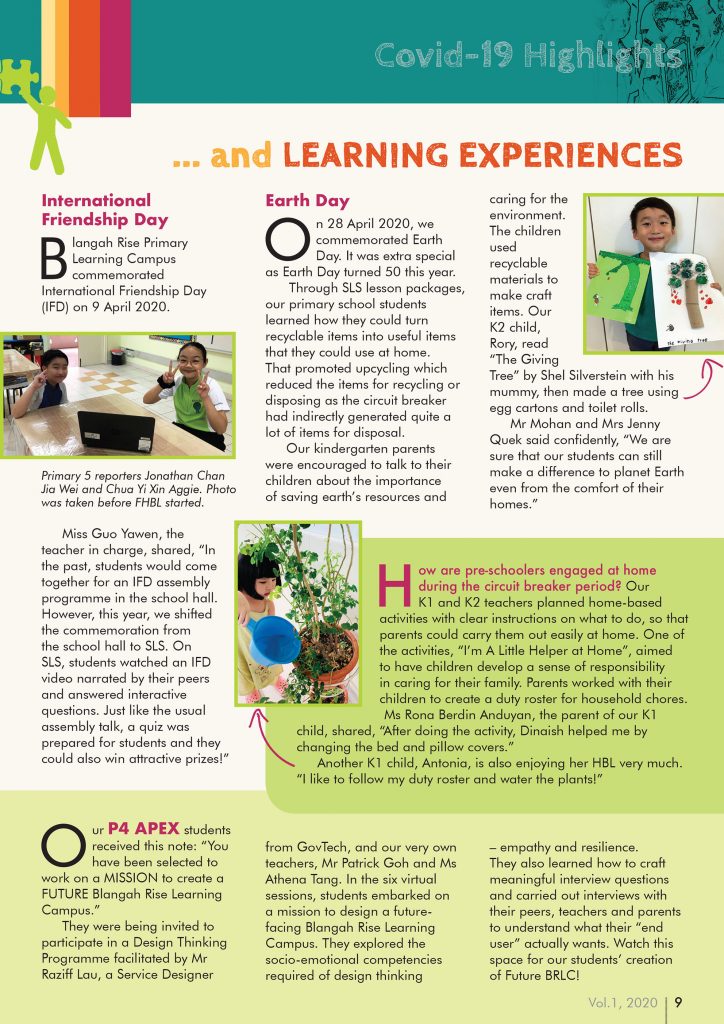 Covid-19 Highlights
... and LEARNING EXPERIENCES
International
Friendship Day
Blangah Rise Primary
Learning Campus
commemorated
International Friendship Day
(IFD) on 9 April 2020.
Primary 5 reporters Jonathan Chan
Jia Wei and Chua Yi Xin Aggie. Photo
was taken before FHBL started.
Miss Guo Yawen, the
teacher in charge, shared, “In
the past, students would come
together for an IFD assembly
programme in the school hall.
However, this year, we shifted
the commemoration from
the school hall to SLS. On
SLS, students watched an IFD
video narrated by their peers
and answered interactive
questions. Just like the usual
assembly talk, a quiz was
prepared for students and they
could also win attractive prizes!”
Earth Day
On 28 April 2020, we
commemorated Earth
Day. It was extra special
as Earth Day turned 50 this year.
Through SLS lesson packages,
our primary school students
learned how they could turn
recyclable items into useful items
that they could use at home.
That promoted upcycling which
reduced the items for recycling or
disposing as the circuit breaker
had indirectly generated quite a
lot of items for disposal.
Our kindergarten parents
were encouraged to talk to their
children about the importance
of saving earth’s resources and
caring for the
environment.
The children
used
recyclable
materials to
make craft
items. Our
K2 child,
Rory, read
“The Giving
Tree” by Shel Silverstein with his
mummy, then made a tree using
egg cartons and toilet rolls.
Mr Mohan and Mrs Jenny
Quek said confidently, “We are
sure that our students can still
make a difference to planet Earth
even from the comfort of their
homes.”
the giving tree
How are pre-schoolers engaged at home
during the circuit breaker period? Our
K1 and K2 teachers planned home-based
activities with clear instructions on what to do, so that
parents could carry them out easily at home. One of
the activities, “I’m A Little Helper at Home”, aimed
to have children develop a sense of responsibility
in caring for their family. Parents worked with their
children to create a duty roster for household chores.
Ms Rona Berdin Anduyan, the parent of our K1
child, shared, “After doing the activity, Dinaish helped me by
changing the bed and pillow covers.”
Another K1 child, Antonia, is also enjoying her HBL very much.
“I like to follow my duty roster and water the plants!”
Our P4 APEX students
received this note: “You
have been selected to
work on a MISSION to create a
FUTURE Blangah Rise Learning
Campus.”
They were being invited to
participate in a Design Thinking
Programme facilitated by Mr
Raziff Lau, a Service Designer
from GovTech, and our very own
teachers, Mr Patrick Goh and Ms
Athena Tang. In the six virtual
sessions, students embarked on
a mission to design a future-
facing Blangah Rise Learning
Campus. They explored the
socio-emotional competencies
required of design thinking
– empathy and resilience.
They also learned how to craft
meaningful interview questions
and carried out interviews with
their peers, teachers and parents
to understand what their “end
user” actually wants. Watch this
space for our students’ creation
of Future BRLC!
Vol.1, 2020 | 9